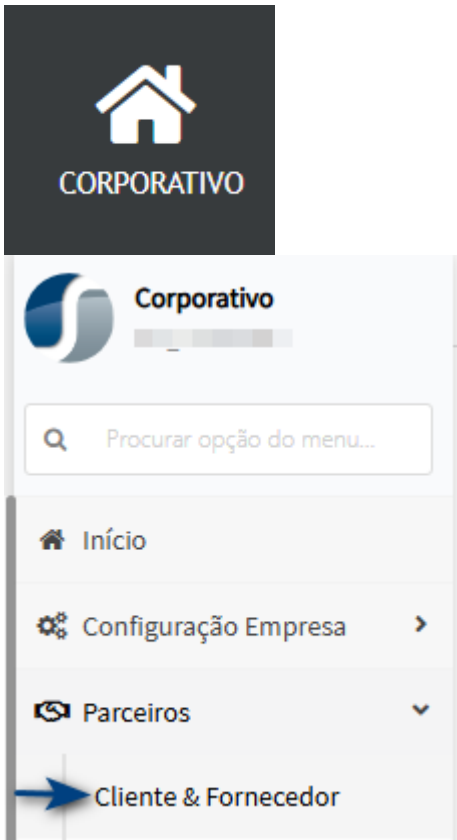 CORPORATIVO
Corporativo
Procurar opção do menu...
Início
Configuração Empresa
Parceiros
Cliente & Fornecedor